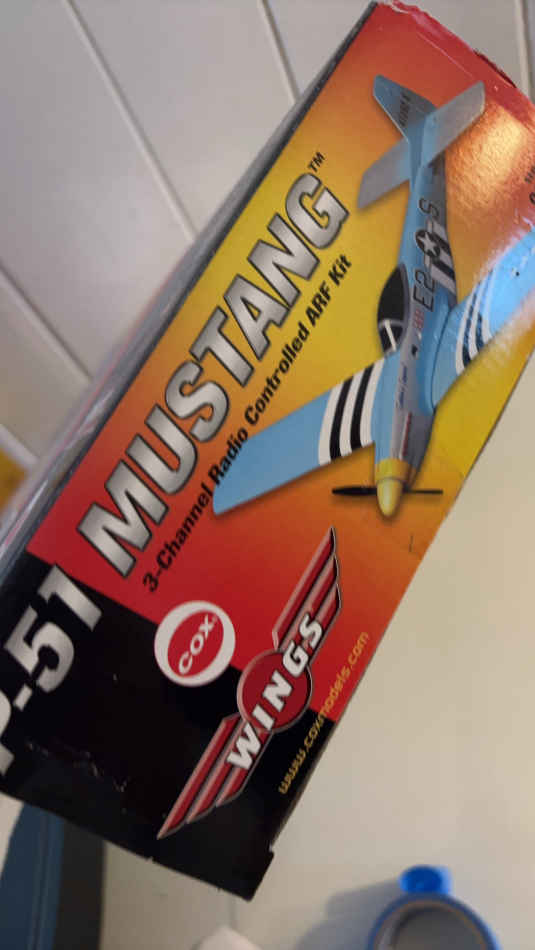 P-51 MUSTANG™
3-Channel Radio Controlled ARF Kit
COX
WINGS
www.coxmodels.com
E2 S